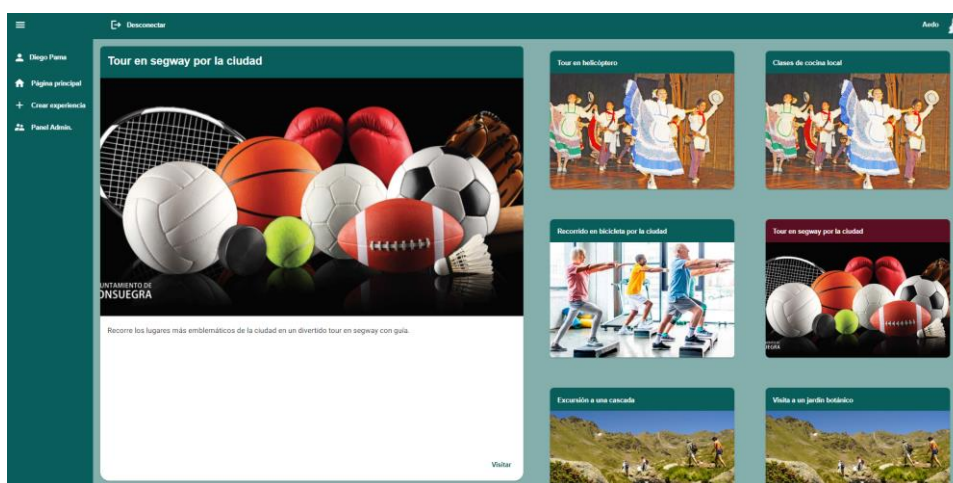 Desconectar
Aedo
Diego Pama
Página principal
Crear experiencia
Panel Admin.
Tour en segway por la ciudad
UNTAMIENTO DE
ONSUEGRA
Recorre los lugares más emblemáticos de la ciudad en un divertido tour en segway con guía.
Visitar
Tour en helicóptero
Clases de cocina local
Recorrido en bicicleta por la ciudad
Tour en segway por la ciudad
Excursión a una cascada
Visita a un jardín botánico